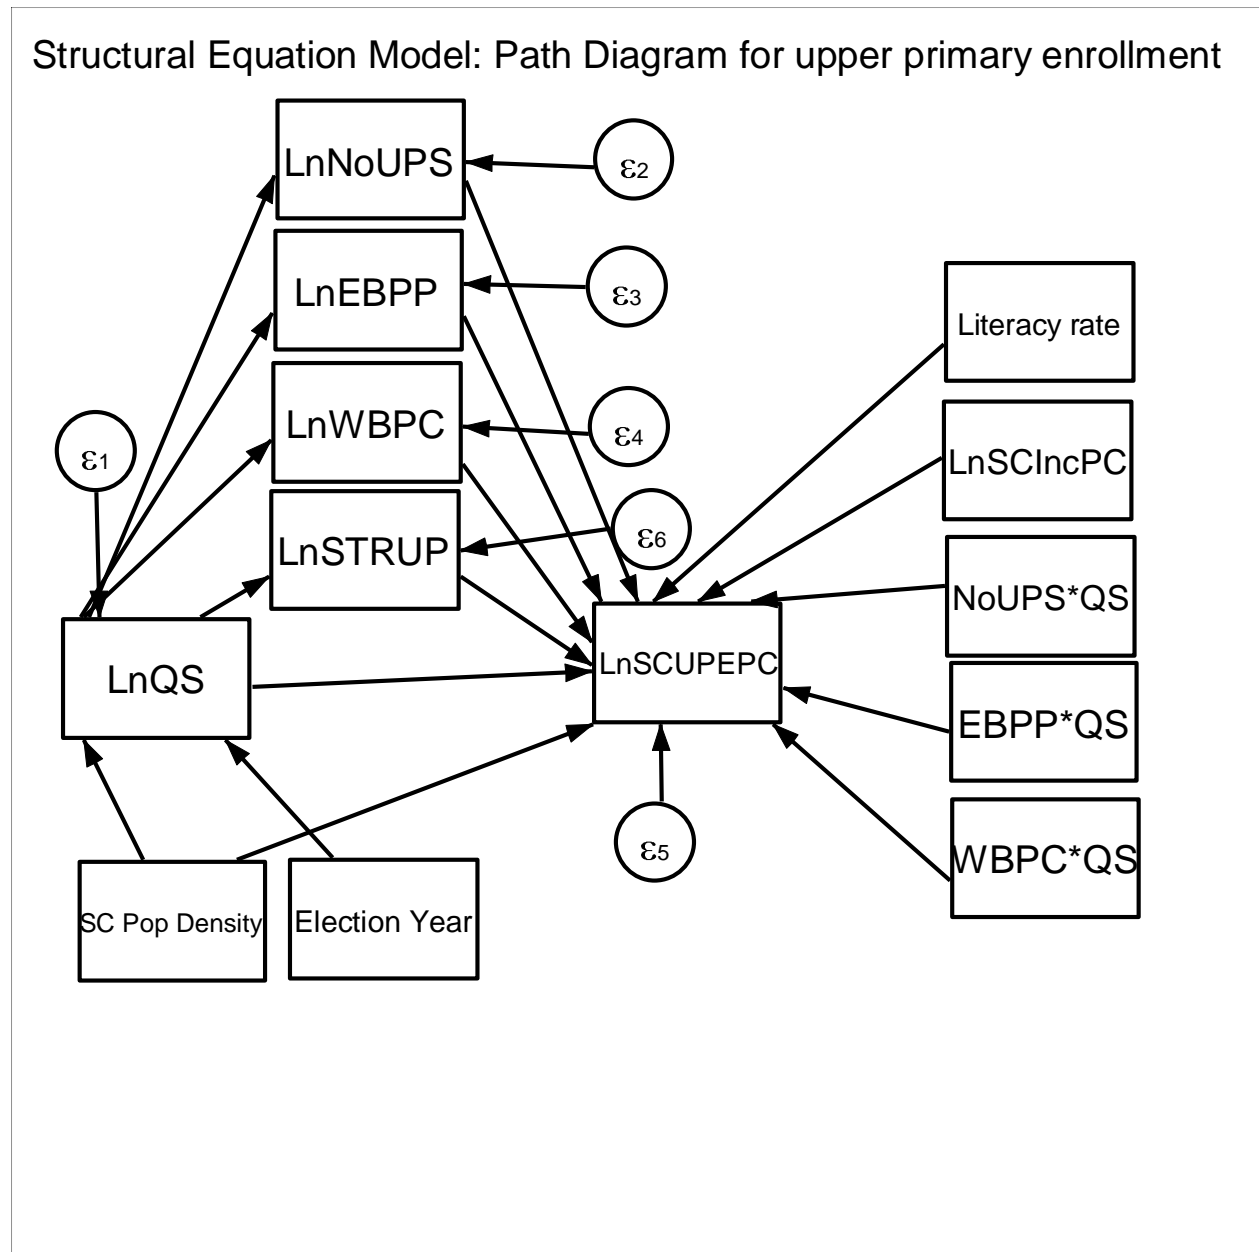 Structural Equation Model: Path Diagram for upper primary enrollment
LnNoUPS
ε2
LnEBPP
ε3
Literacy rate
LnWBPC
ε4
ε1
LnSCIncPC
LnSTRUP
ε6
NoUPS*QS
LnQS
LnSCUPEPC
EBPP*QS
ε5
WBPC*QS
SC Pop Density
Election Year